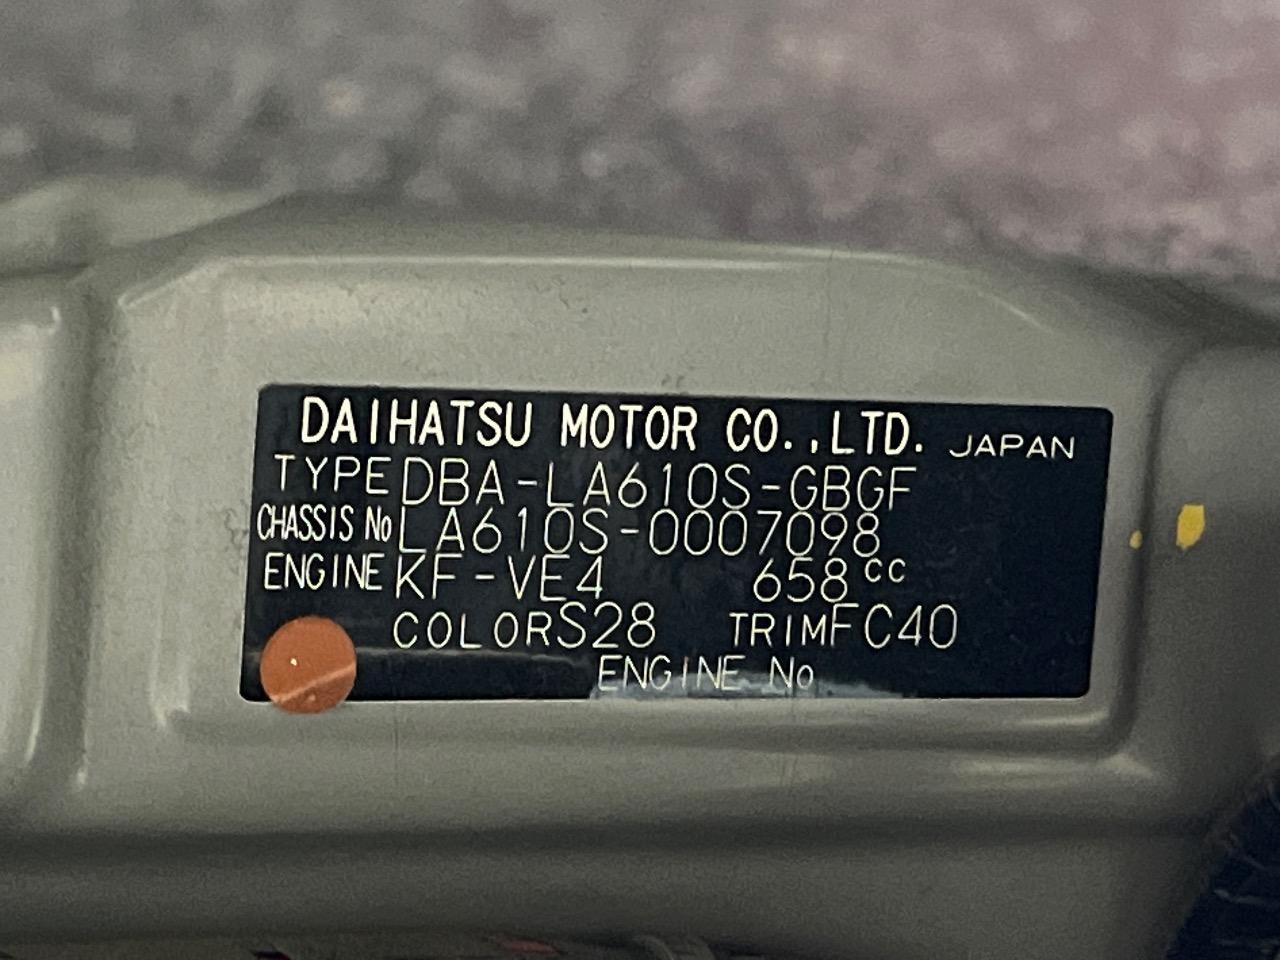 DAIHATSU MOTOR CO.,LTD. JAPAN
TYPE DBA-LA610S-GBGF
CHASSIS No LA610S-0007098
ENGINE KF-VE4 658cc
COLOR S28 TRIM FC40
ENGINE No